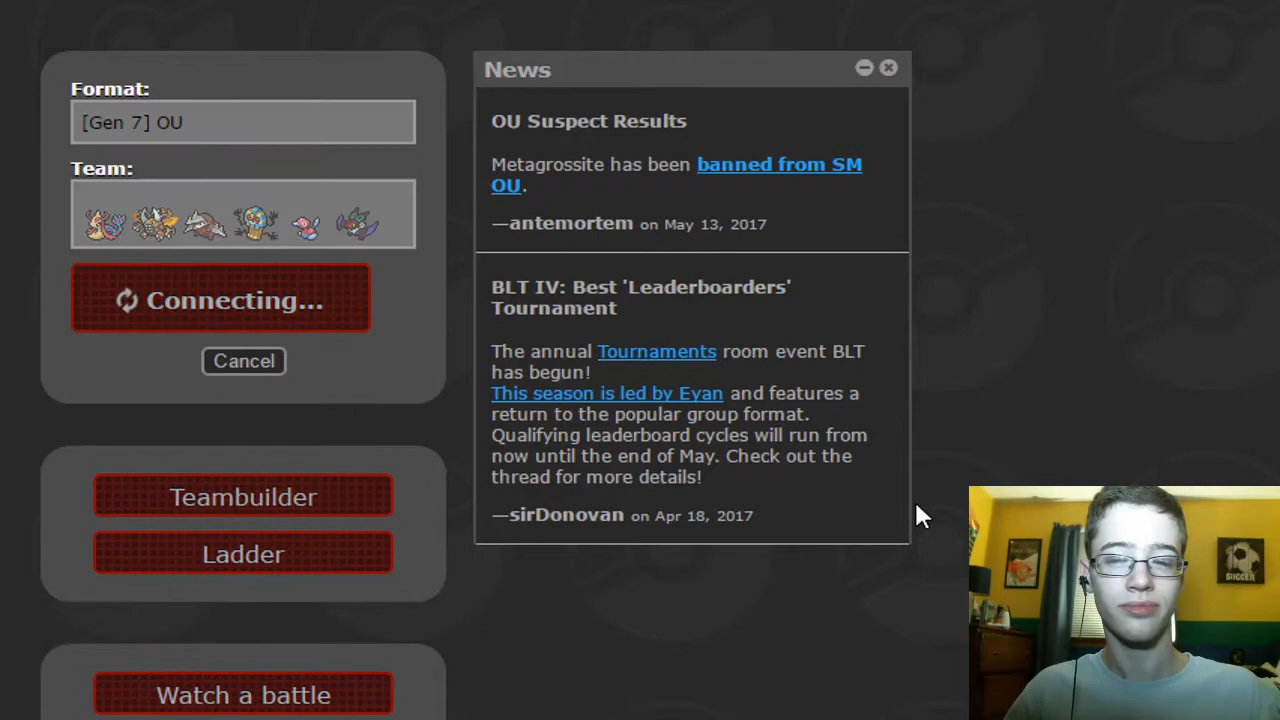 Format:
[Gen 7] OU
Team:
Connecting...
Cancel
Teambuilder
Ladder
Watch a battle
News
OU Suspect Results
Metagrossite has been banned from SM
OU.
—antemortem on May 13, 2017
BLT IV: Best 'Leaderboarders'
Tournament
The annual Tournaments room event BLT
has begun!
This season is led by Eyan and features a
return to the popular group format.
Qualifying leaderboard cycles will run from
now until the end of May. Check out the
thread for more details!
—sirDonovan on Apr 18, 2017
SOCCER